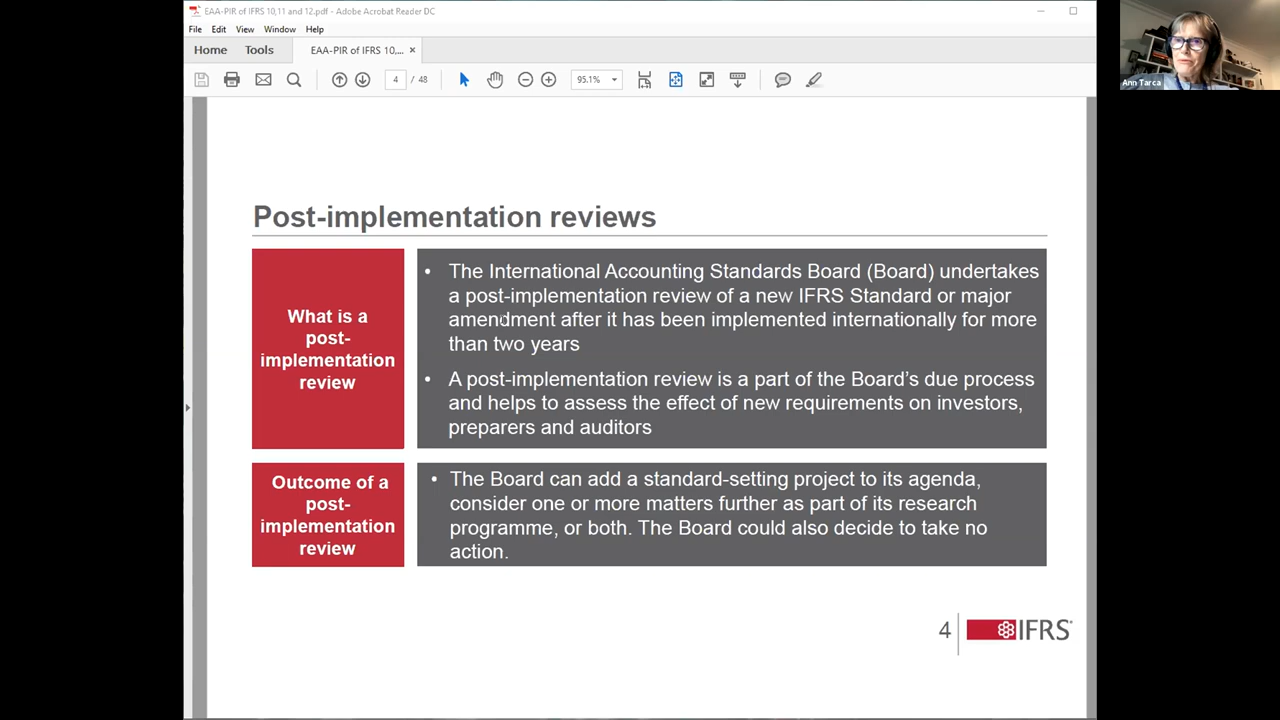 EAA-PIR of IFRS 10,11 and 12.pdf - Adobe Acrobat Reader DC
File Edit View Window Help
Home Tools EAA-PIR of IFRS 10,... ×
4 / 48 95.1%
Ann Tarca
Post-implementation reviews
What is a
post-
implementation
review
• The International Accounting Standards Board (Board) undertakes
a post-implementation review of a new IFRS Standard or major
amendment after it has been implemented internationally for more
than two years
• A post-implementation review is a part of the Board’s due process
and helps to assess the effect of new requirements on investors,
preparers and auditors
Outcome of a
post-
implementation
review
• The Board can add a standard-setting project to its agenda,
consider one or more matters further as part of its research
programme, or both. The Board could also decide to take no
action.
4 IFRS